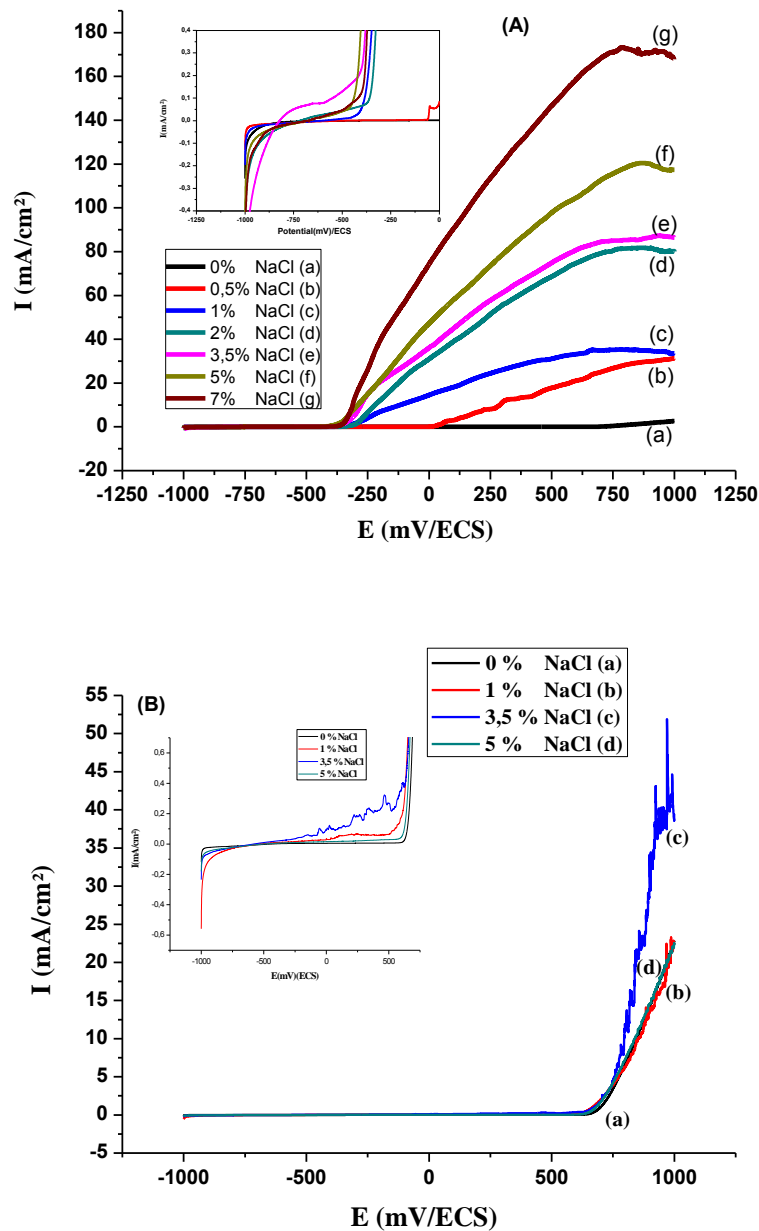 (A)
I (mA/cm²)
180
160
140
120
100
80
60
40
20
0
-20
-1250 -1000 -750 -500 -250 0 250 500 750 1000 1250
E (mV/ECS)
(g)
(f)
(e)
(d)
(c)
(b)
(a)
I(mA/cm²)
0,4
0,3
0,2
0,1
0,0
-0,1
-0,2
-0,3
-0,4
-1250 -1000 -750 -500 -250 0
Potential(mV)/ECS
0% NaCl (a)
0,5% NaCl (b)
1% NaCl (c)
2% NaCl (d)
3,5% NaCl (e)
5% NaCl (f)
7% NaCl (g)
(B)
0 % NaCl (a)
1 % NaCl (b)
3,5 % NaCl (c)
5 % NaCl (d)
I (mA/cm²)
55
50
45
40
35
30
25
20
15
10
5
0
-5
-1000 -500 0 500 1000
E (mV/ECS)
(c)
(d)
(b)
(a)
0 % NaCl
1 % NaCl
3,5 % NaCl
5 % NaCl
I(mA/cm²)
0,6
0,4
0,2
0,0
-0,2
-0,4
-0,6
-1000 -500 0 500
E(mV)(ECS)